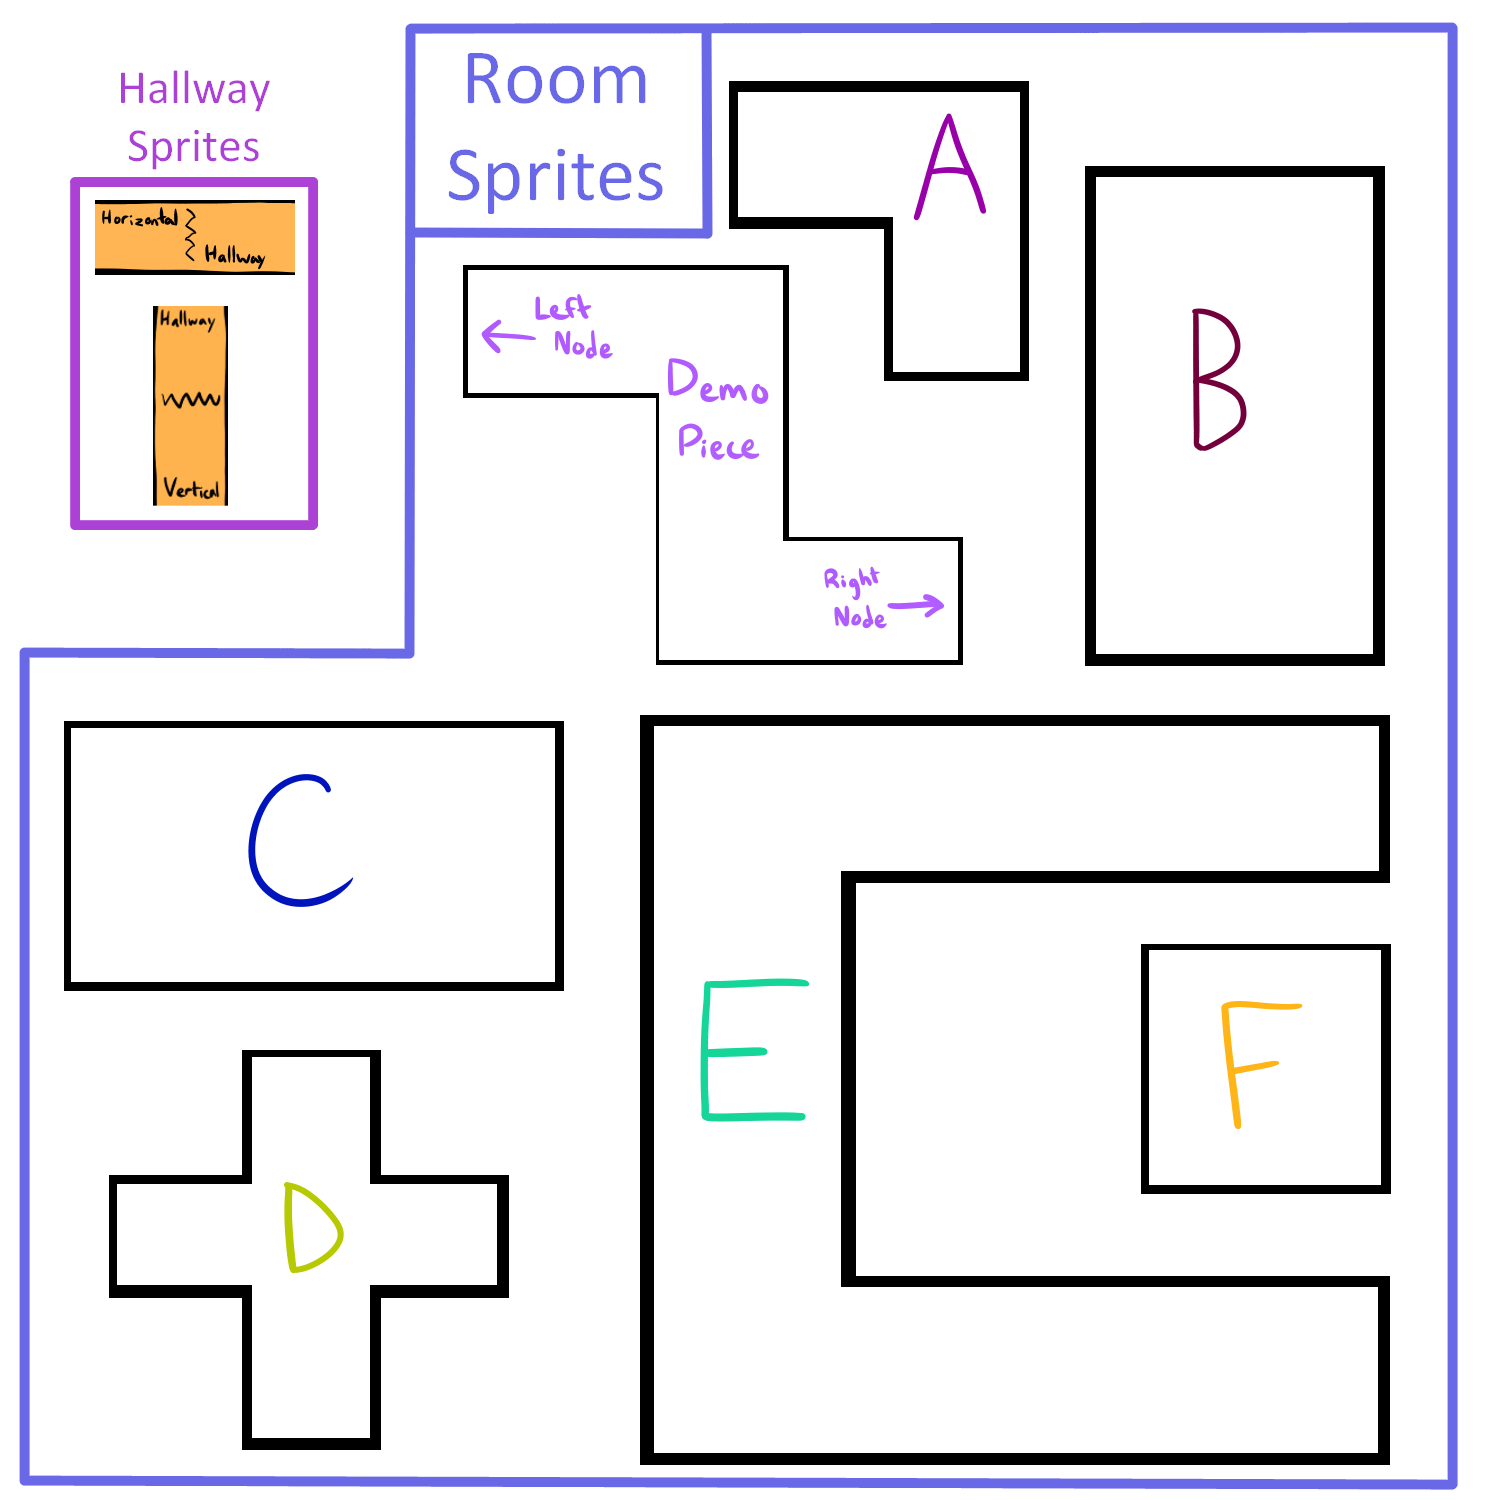 Hallway
Sprites
Horizontal
Hallway
Hallway
Vertical
Room
Sprites
A
Left
Node
Demo
Piece
Right
Node
B
C
D
E
F